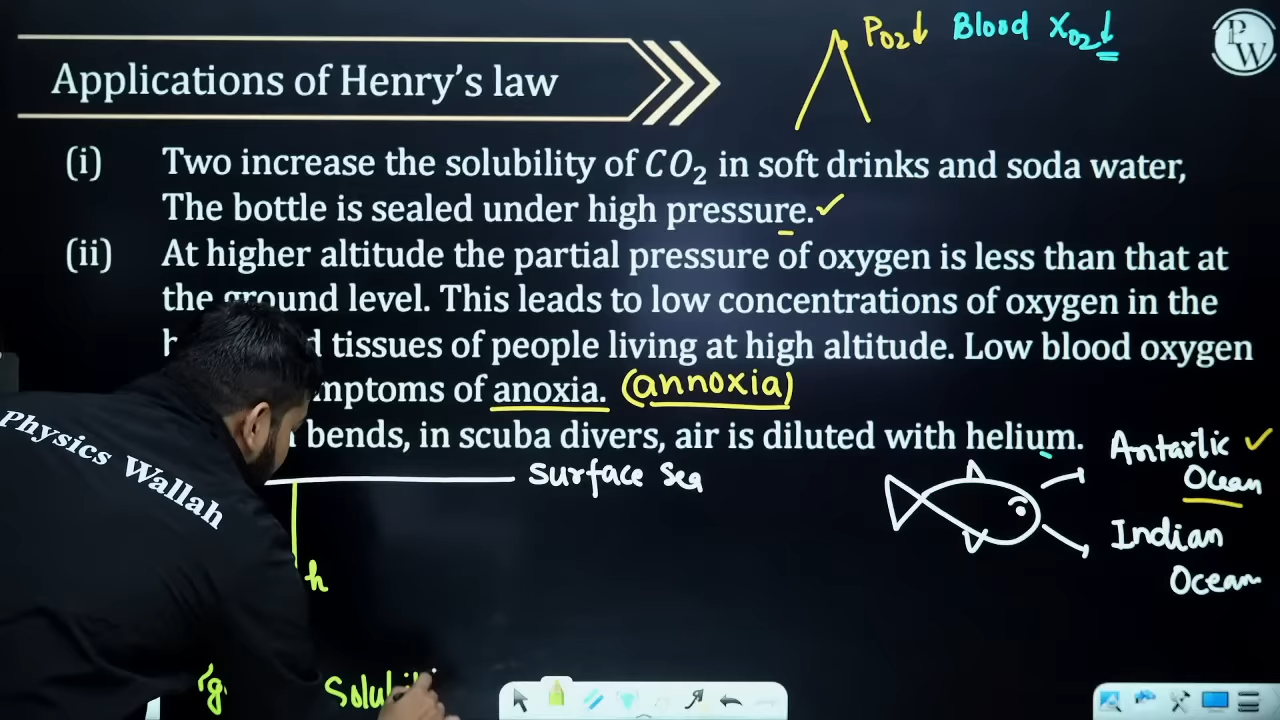 Po2↓ Blood Xo2↓
PW
Applications of Henry's law
(i) Two increase the solubility of CO2 in soft drinks and soda water,
The bottle is sealed under high pressure.
(ii) At higher altitude the partial pressure of oxygen is less than that at
the ground level. This leads to low concentrations of oxygen in the
tissues of people living at high altitude. Low blood oxygen
mptoms of anoxia. (annoxia)
bends, in scuba divers, air is diluted with helium.
Surface Sea
Antartic
Ocean
Indian
Ocean
h
Physics Wallah